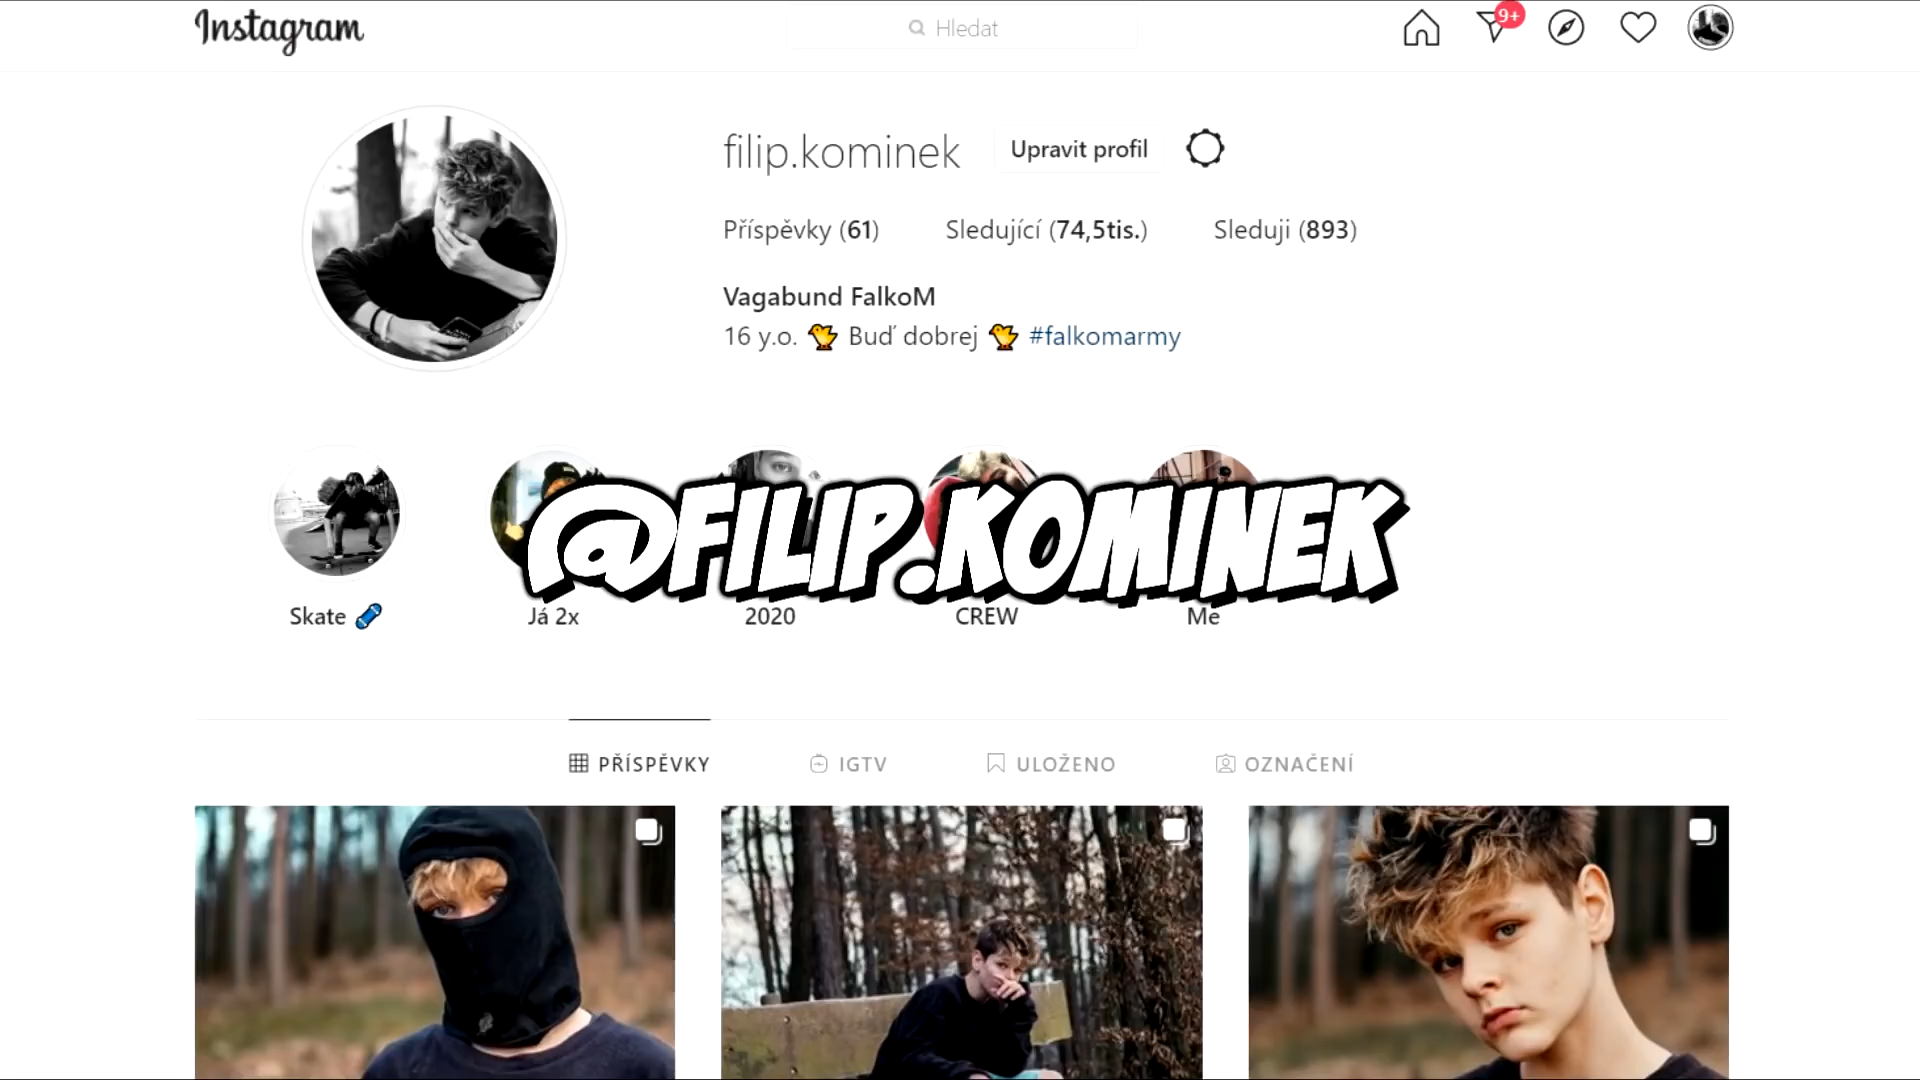 Instagram
Hledat
9+
filip.kominek
Upravit profil
Příspěvky (61)
Sledující (74,5tis.)
Sleduji (893)
Vagabund FalkoM
16 y.o. 🐤 Buď dobrej 🐤 #falkomarmy
@FILIP.KOMINEK
Skate 🛹
Já 2x
2020
CREW
Me
PŘÍSPĚVKY
IGTV
ULOŽENO
OZNAČENÍ